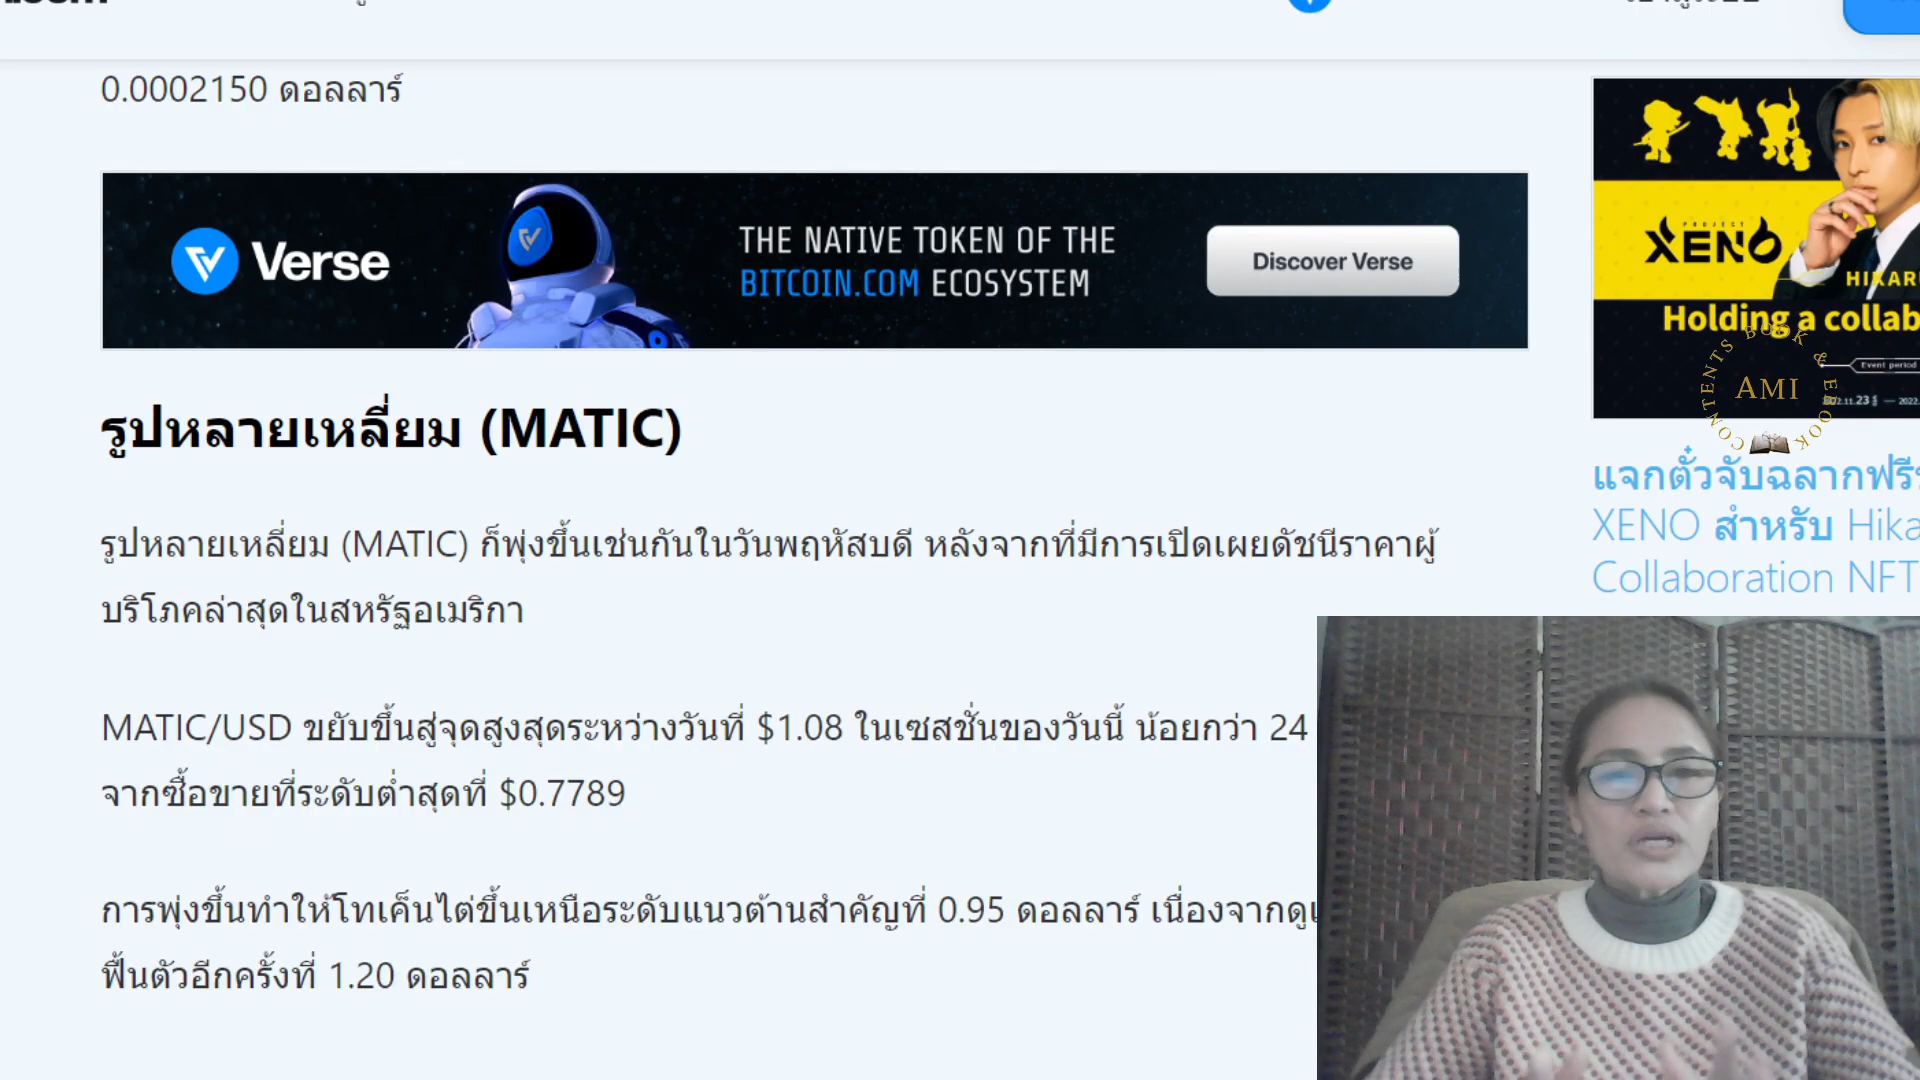 0.0002150 ดอลลาร์
Verse
THE NATIVE TOKEN OF THE
BITCOIN.COM ECOSYSTEM
Discover Verse
รูปหลายเหลี่ยม (MATIC)
รูปหลายเหลี่ยม (MATIC) ก็พุ่งขึ้นเช่นกันในวันพฤหัสบดี หลังจากที่มีการเปิดเผยดัชนีราคาผู้
บริโภคล่าสุดในสหรัฐอเมริกา
MATIC/USD ขยับขึ้นสู่จุดสูงสุดระหว่างวันที่ $1.08 ในเซสชั่นของวันนี้ น้อยกว่า 24
จากซื้อขายที่ระดับต่ำสุดที่ $0.7789
การพุ่งขึ้นทำให้โทเค็นไต่ขึ้นเหนือระดับแนวต้านสำคัญที่ 0.95 ดอลลาร์ เนื่องจากดู
ฟื้นตัวอีกครั้งที่ 1.20 ดอลลาร์
PROJECT
XENO
HIKARU
Holding a collab
Event period
CONTENTS BOOK & EBOOK
AMI
แจกตั๋วจับฉลากฟรี
XENO สำหรับ Hika
Collaboration NFT